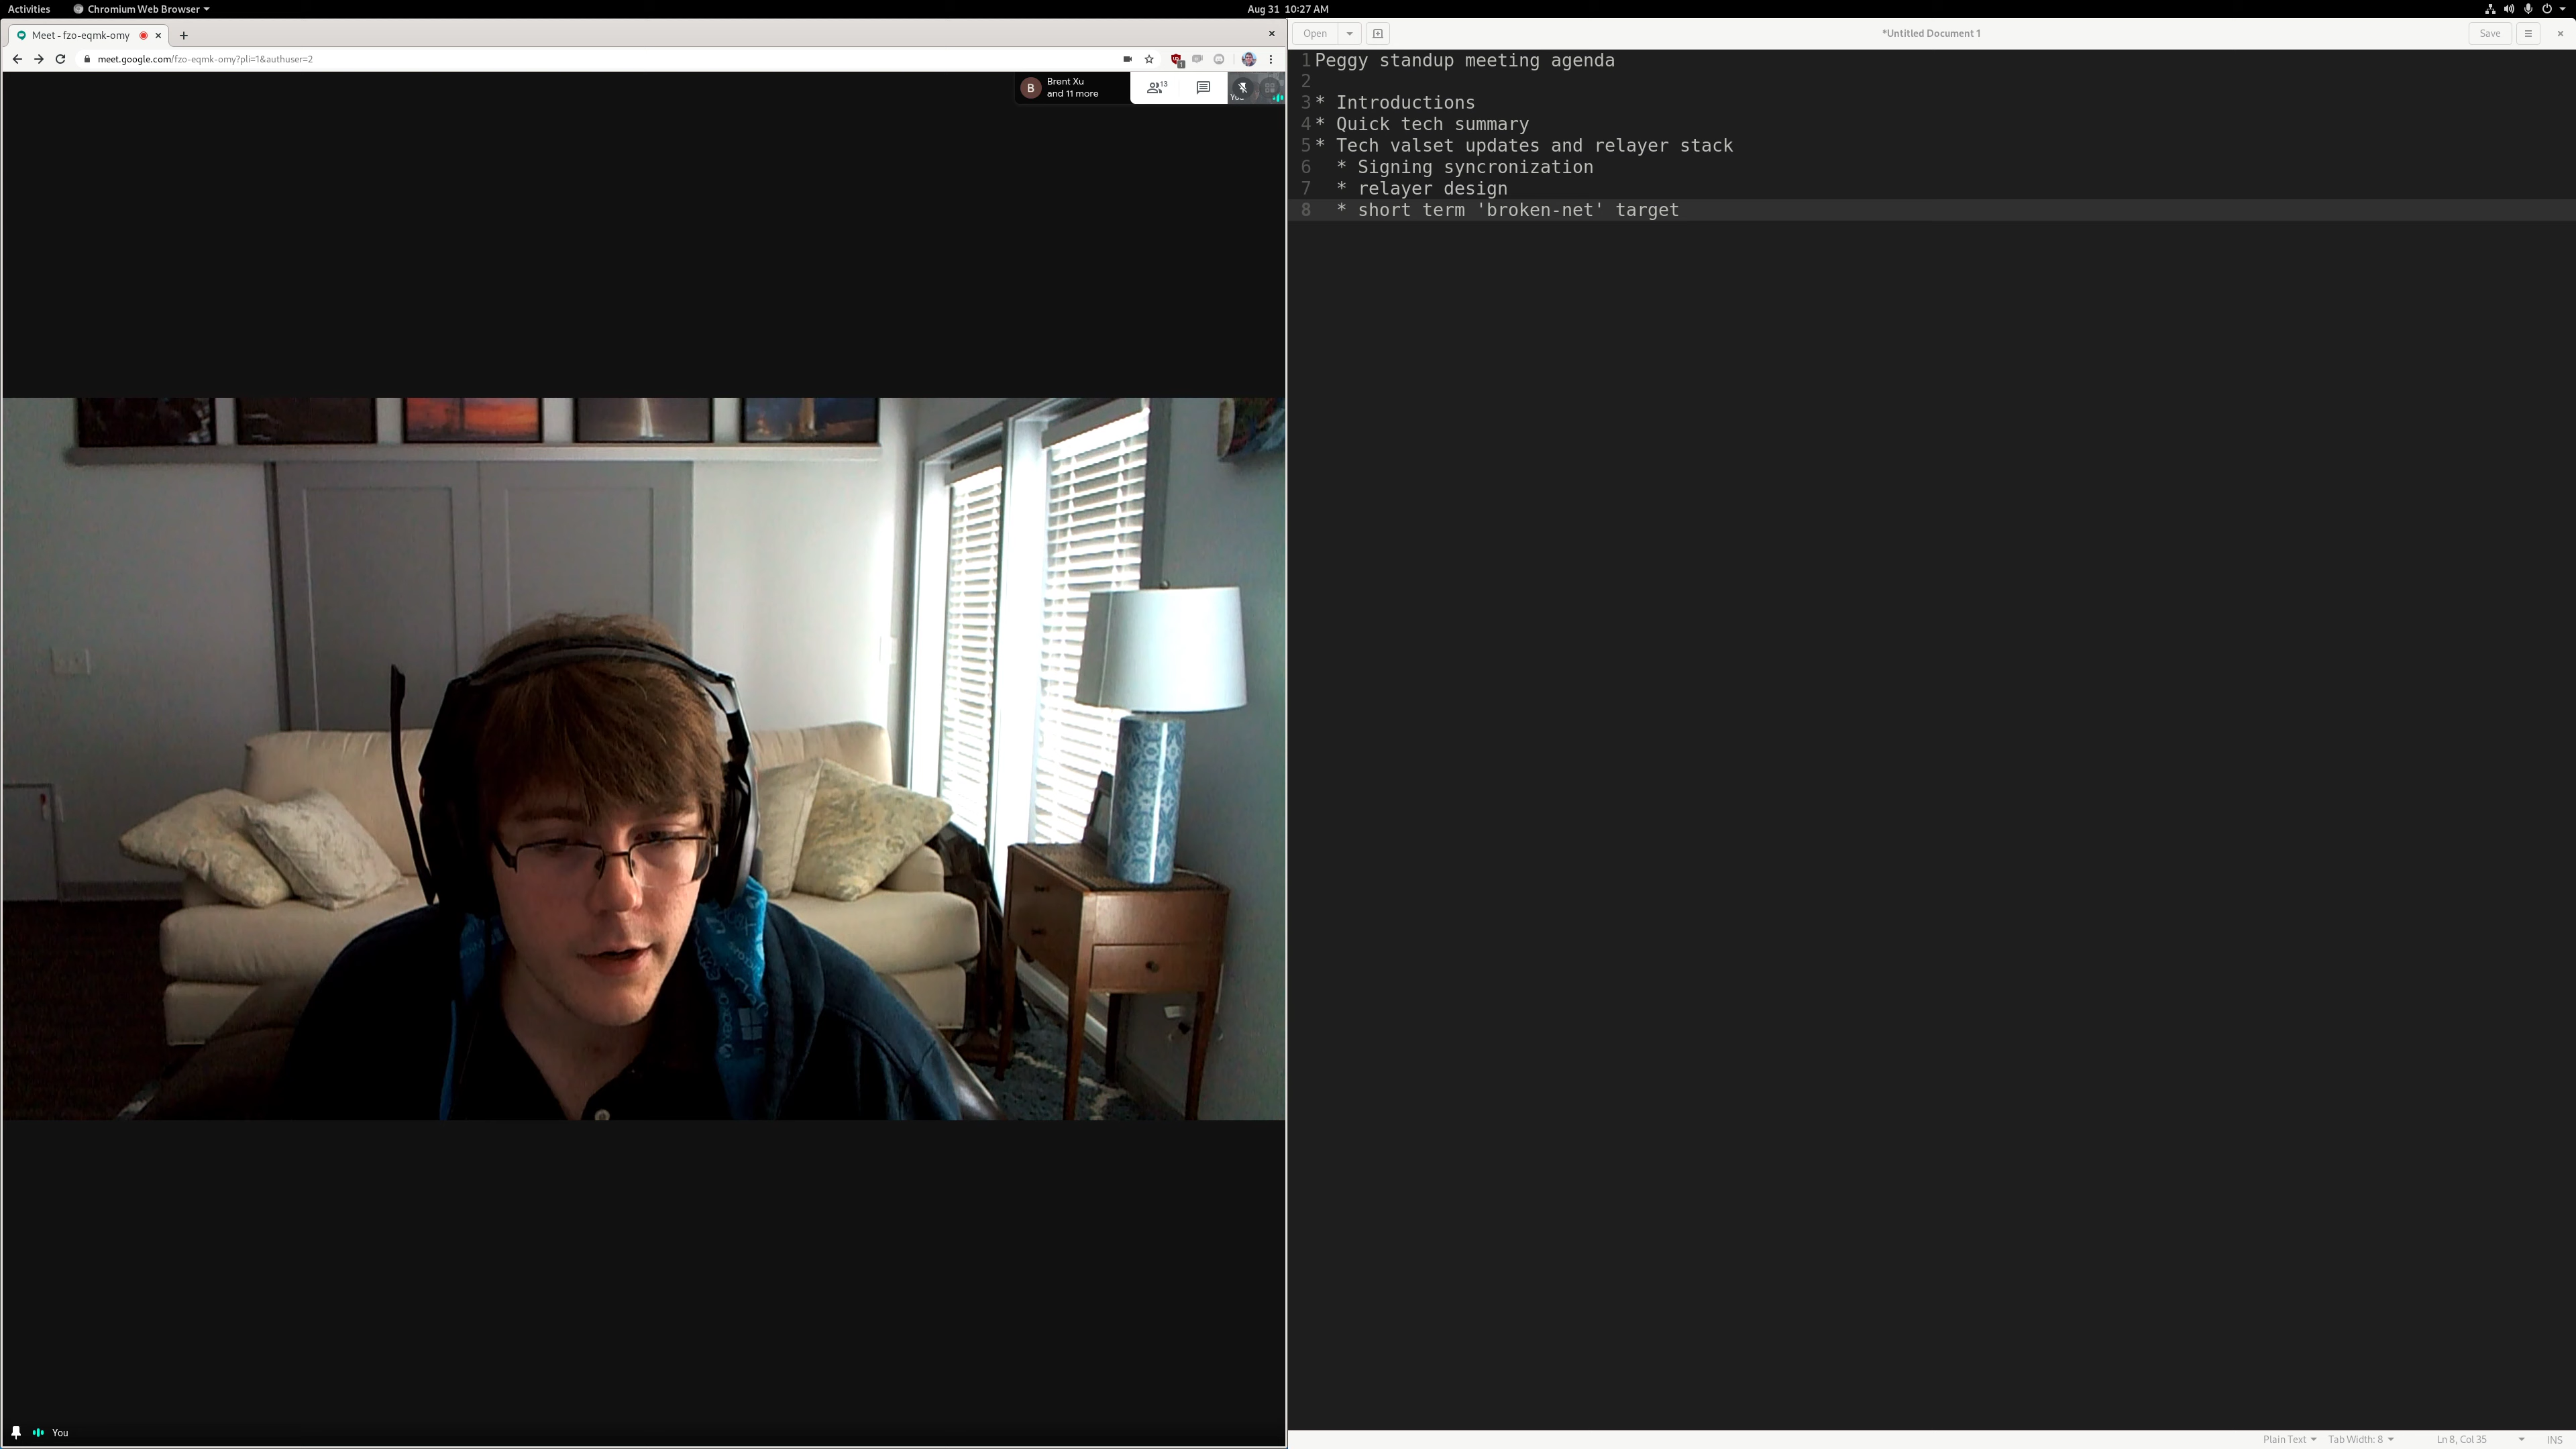 Activities
Chromium Web Browser
Aug 31 10:27 AM
Meet - fzo-eqmk-omy
meet.google.com/fzo-eqmk-omy?pli=1&authuser=2
1
B
Brent Xu
and 11 more
13
You
You
Open
*Untitled Document 1
Save
1 Peggy standup meeting agenda
2
3 * Introductions
4 * Quick tech summary
5 * Tech valset updates and relayer stack
6   * Signing syncronization
7   * relayer design
8   * short term 'broken-net' target
Plain Text
Tab Width: 8
Ln 8, Col 35
INS